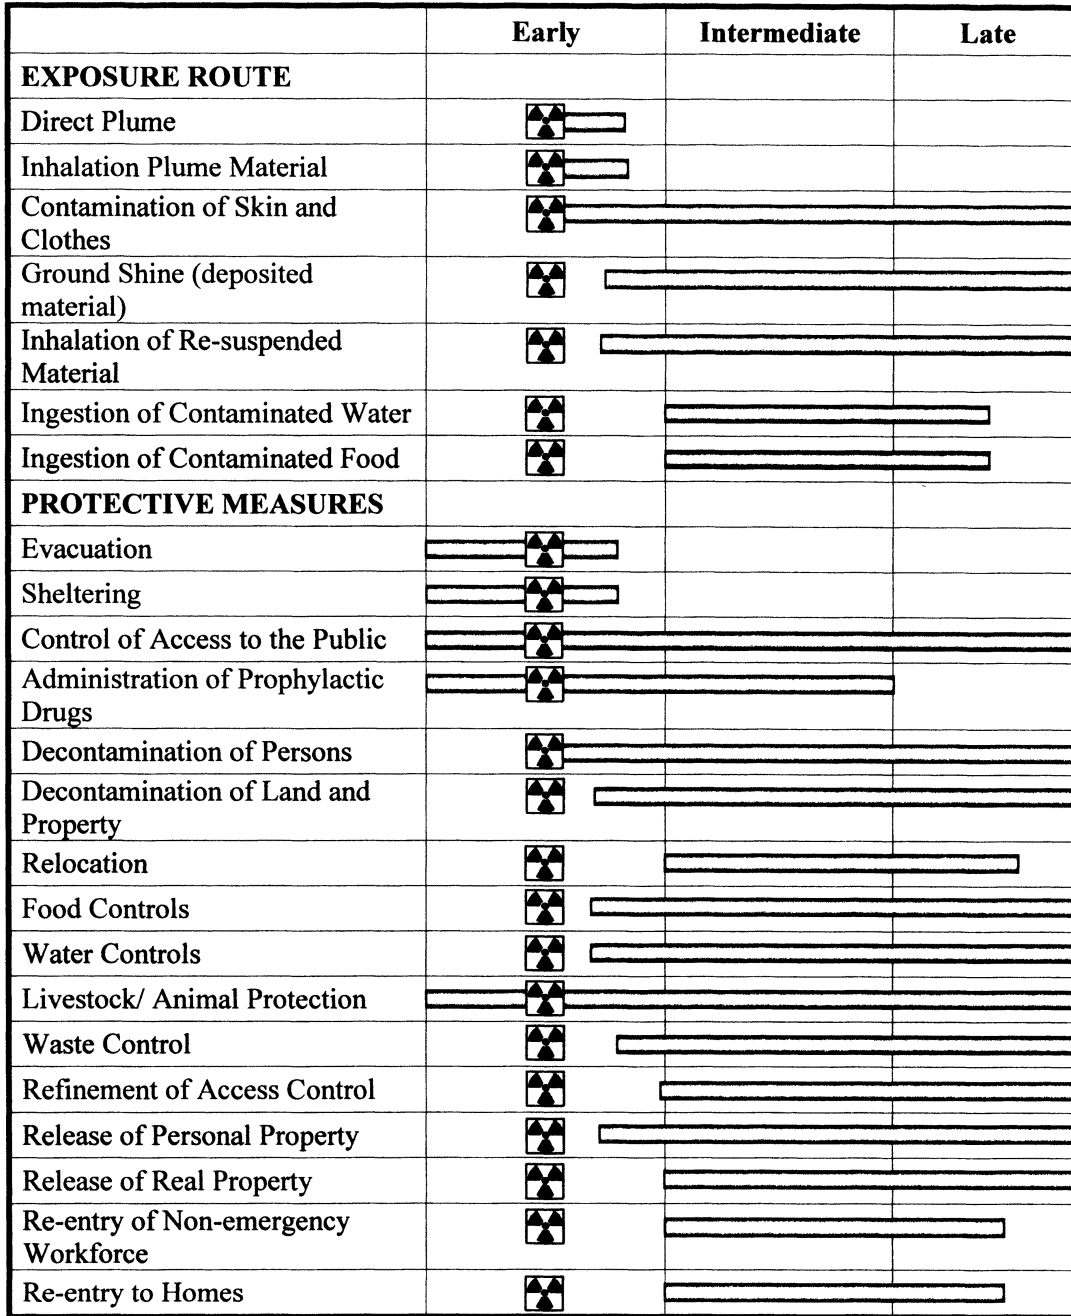 Early Intermediate Late
EXPOSURE ROUTE
Direct Plume
Inhalation Plume Material
Contamination of Skin and
Clothes
Ground Shine (deposited
material)
Inhalation of Re-suspended
Material
Ingestion of Contaminated Water
Ingestion of Contaminated Food
PROTECTIVE MEASURES
Evacuation
Sheltering
Control of Access to the Public
Administration of Prophylactic
Drugs
Decontamination of Persons
Decontamination of Land and
Property
Relocation
Food Controls
Water Controls
Livestock/ Animal Protection
Waste Control
Refinement of Access Control
Release of Personal Property
Release of Real Property
Re-entry of Non-emergency
Workforce
Re-entry to Homes